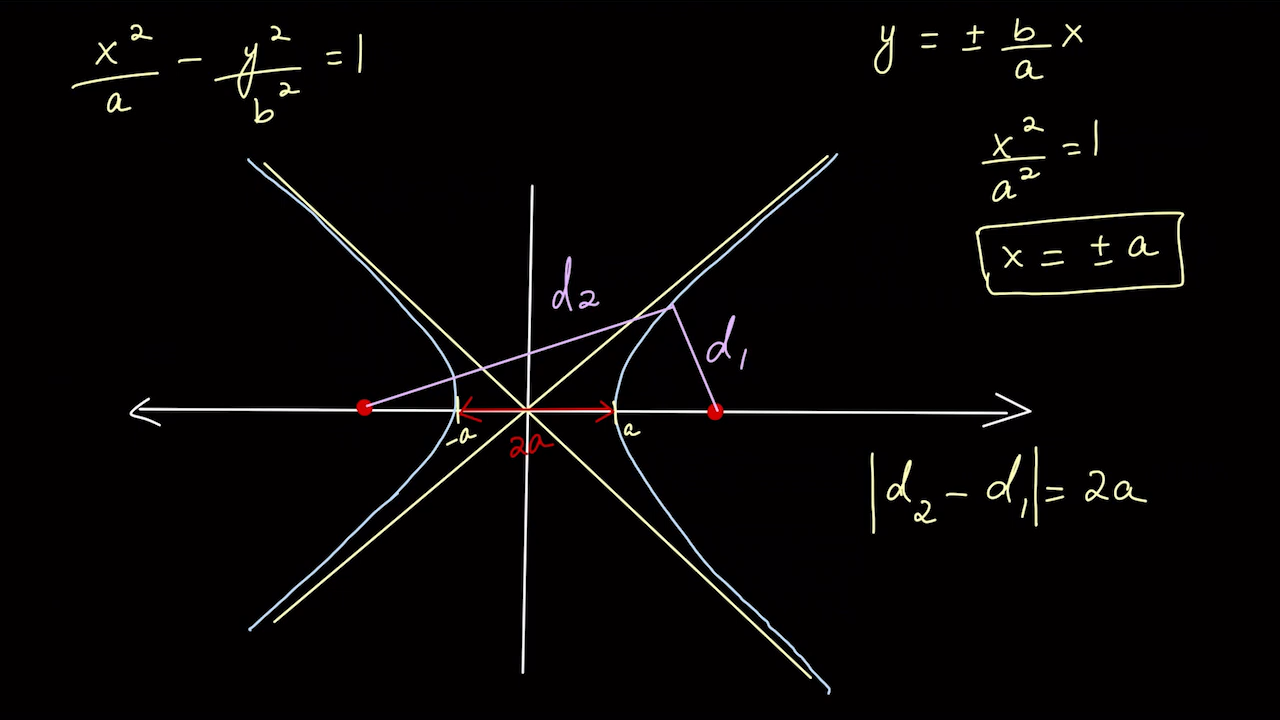 x²/a - y²/b² = 1
y = ± b/a x
x²/a² = 1
x = ± a
d₂
d₁
-a
a
2a
|d₂ - d₁| = 2a